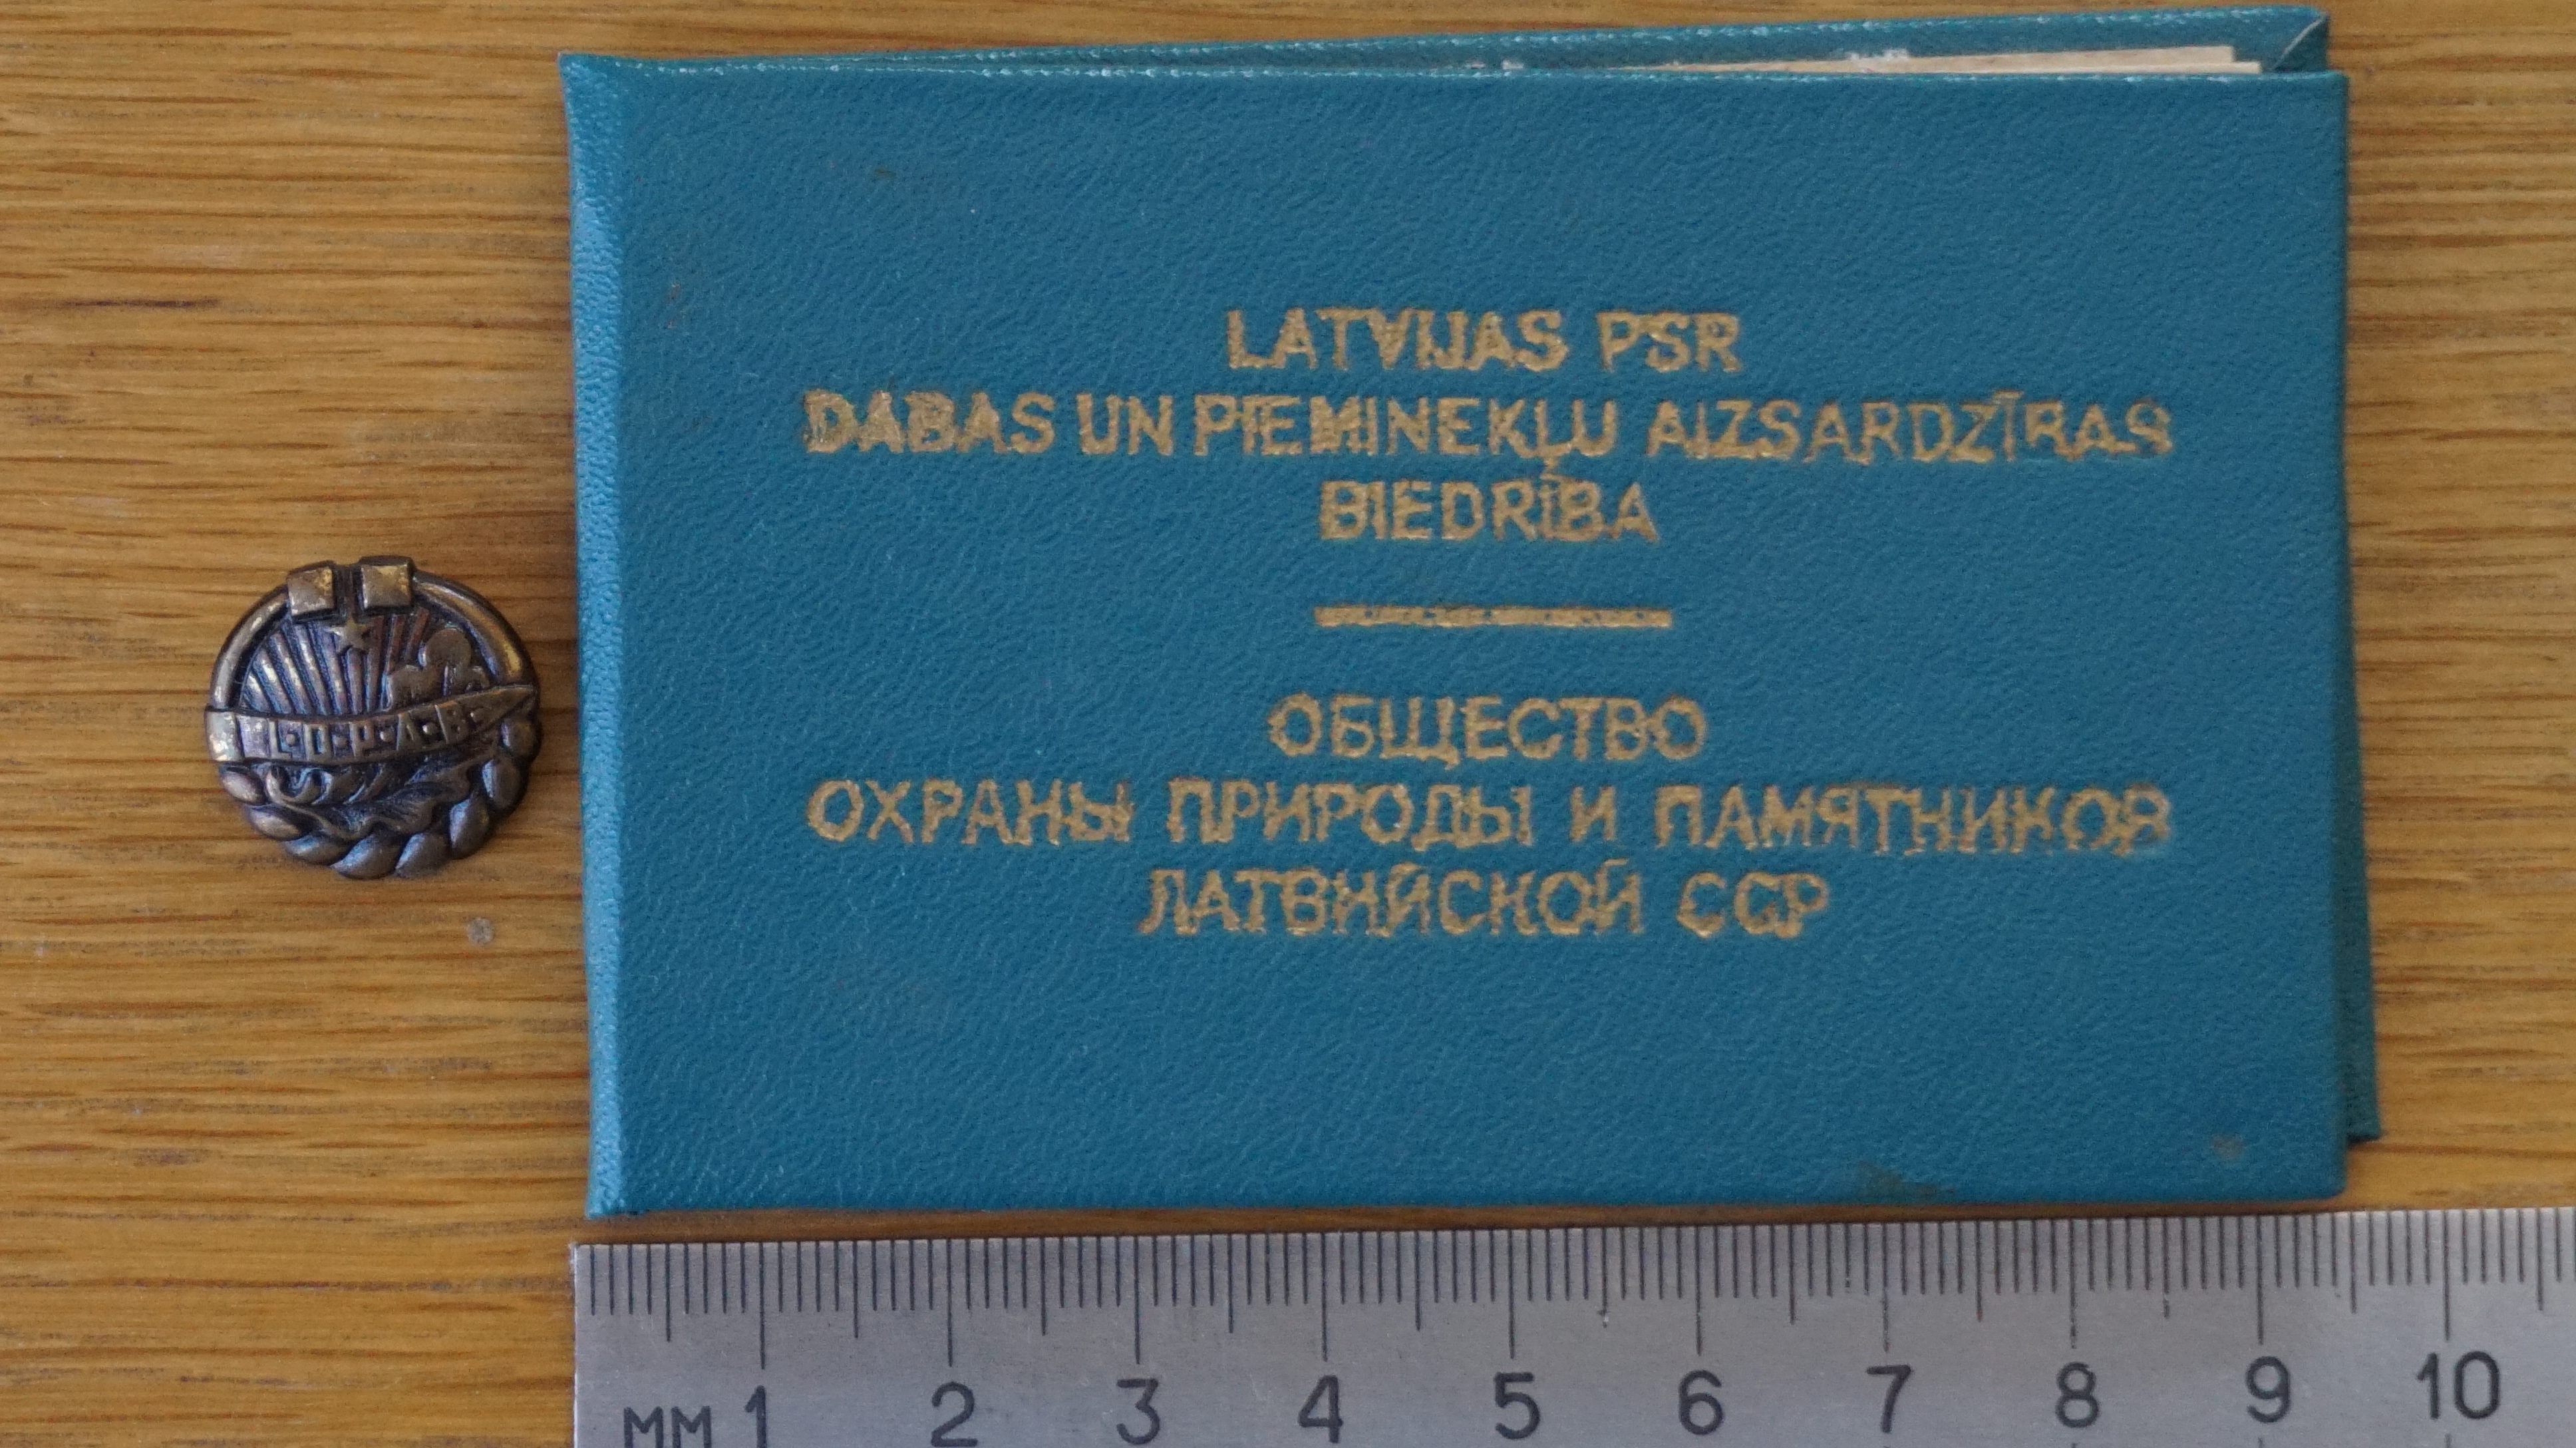 LATVIJAS PSR
DABAS UN PIEMINEKĻU AIZSARDZĪBAS
BIEDRĪBA
ОБЩЕСТВО
ОХРАНЫ ПРИРОДЫ И ПАМЯТНИКОВ
ЛАТВИЙСКОЙ ССР
мм 1 2 3 4 5 6 7 8 9 10